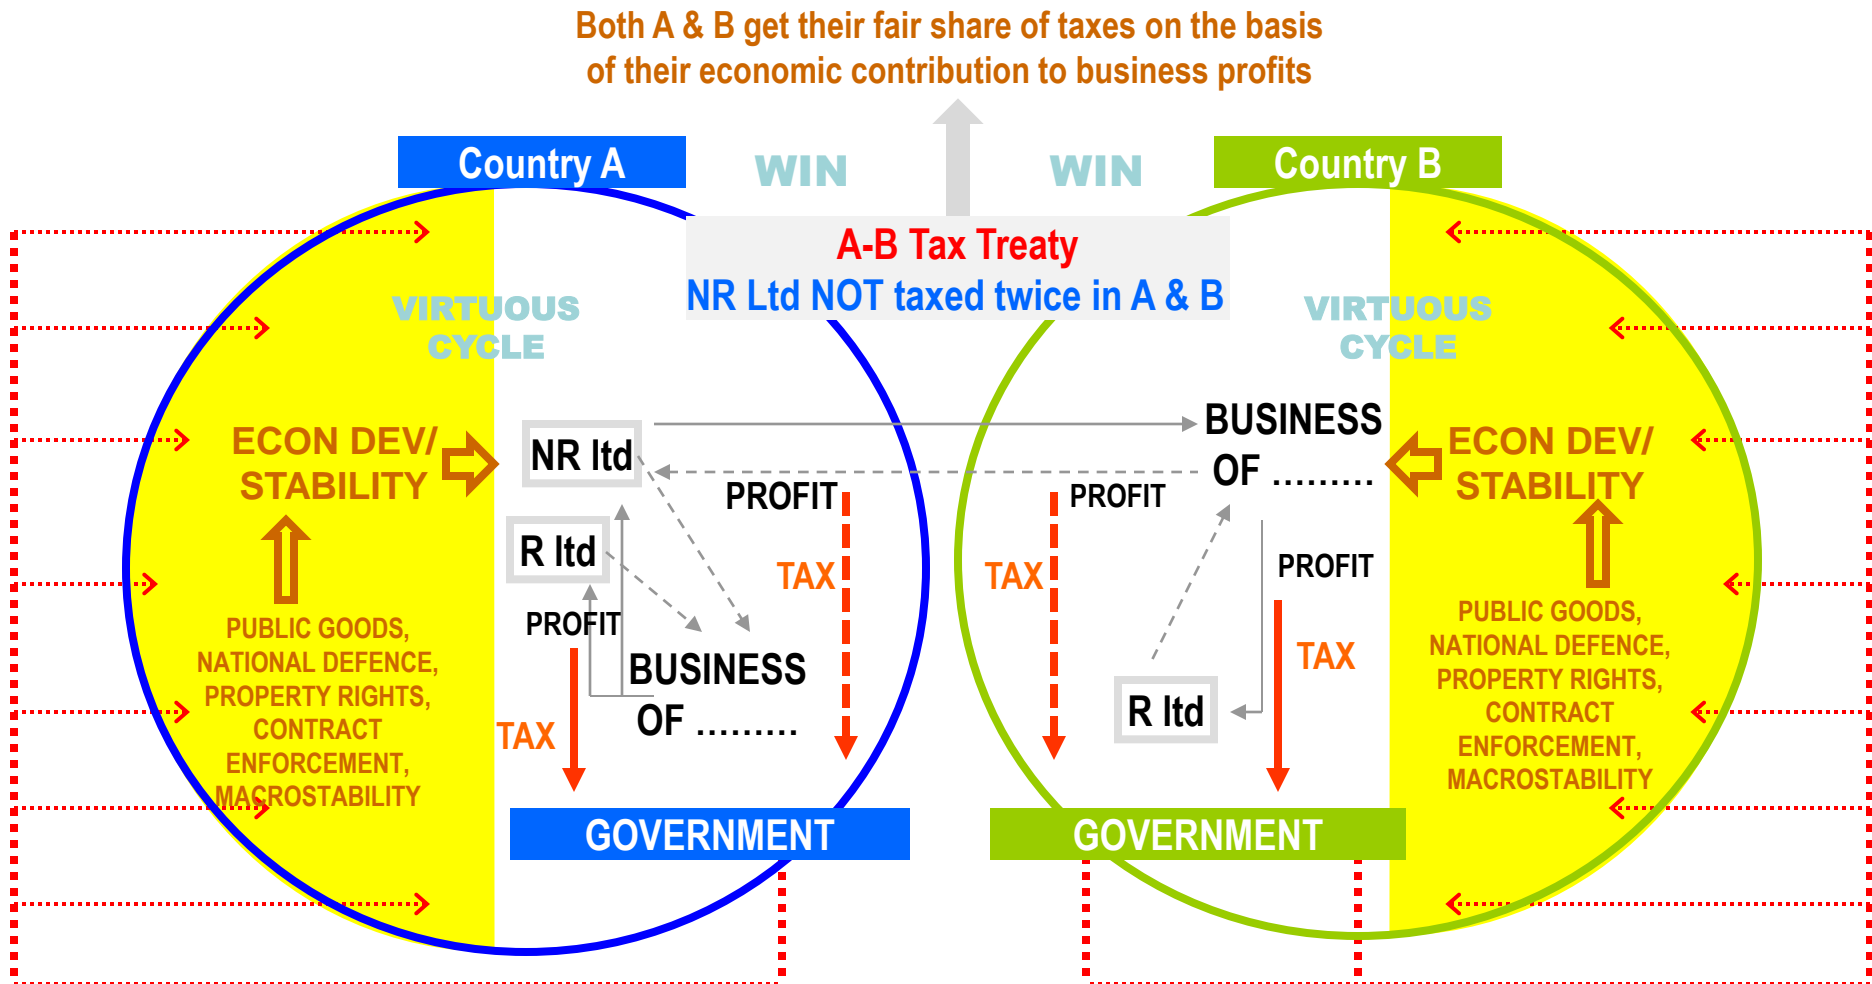 Both A & B get their fair share of taxes on the basis
of their economic contribution to business profits
Country A
WIN
WIN
Country B
A-B Tax Treaty
NR Ltd NOT taxed twice in A & B
VIRTUOUS
CYCLE
VIRTUOUS
CYCLE
ECON DEV/
STABILITY
NR ltd
R ltd
PROFIT
TAX
BUSINESS
OF .........
PROFIT
TAX
PUBLIC GOODS,
NATIONAL DEFENCE,
PROPERTY RIGHTS,
CONTRACT
ENFORCEMENT,
MACROSTABILITY
GOVERNMENT
BUSINESS
OF .........
PROFIT
TAX
PROFIT
TAX
R ltd
ECON DEV/
STABILITY
PUBLIC GOODS,
NATIONAL DEFENCE,
PROPERTY RIGHTS,
CONTRACT
ENFORCEMENT,
MACROSTABILITY
GOVERNMENT